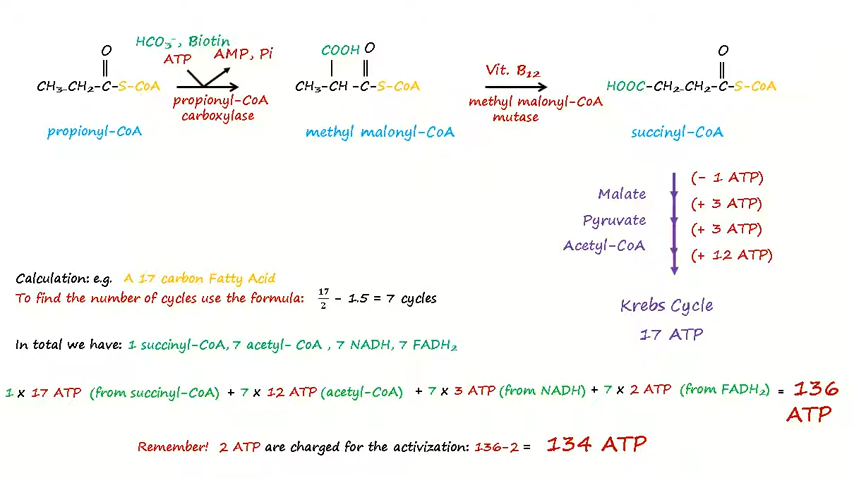 HCO₃⁻, Biotin
ATP AMP, Pi
O
CH₃-CH₂-C-S-CoA
propionyl-CoA carboxylase
propionyl-CoA
COOH O
CH₃-CH-C-S-CoA
methyl malonyl-CoA
Vit. B₁₂
methyl malonyl-CoA
mutase
O
HOOC-CH₂-CH₂-C-S-CoA
succinyl-CoA
(- 1 ATP)
Malate
(+ 3 ATP)
Pyruvate
(+ 3 ATP)
Acetyl-CoA
(+ 12 ATP)
Krebs Cycle
17 ATP
Calculation: e.g. A 17 carbon Fatty Acid
To find the number of cycles use the formula: 17/2 - 1.5 = 7 cycles
In total we have: 1 succinyl-CoA, 7 acetyl- CoA , 7 NADH, 7 FADH₂
1 x 17 ATP (from succinyl-CoA) + 7 x 12 ATP (acetyl-CoA) + 7 x 3 ATP (from NADH) + 7 x 2 ATP (from FADH₂) = 136
ATP
Remember! 2 ATP are charged for the activization: 136-2 = 134 ATP